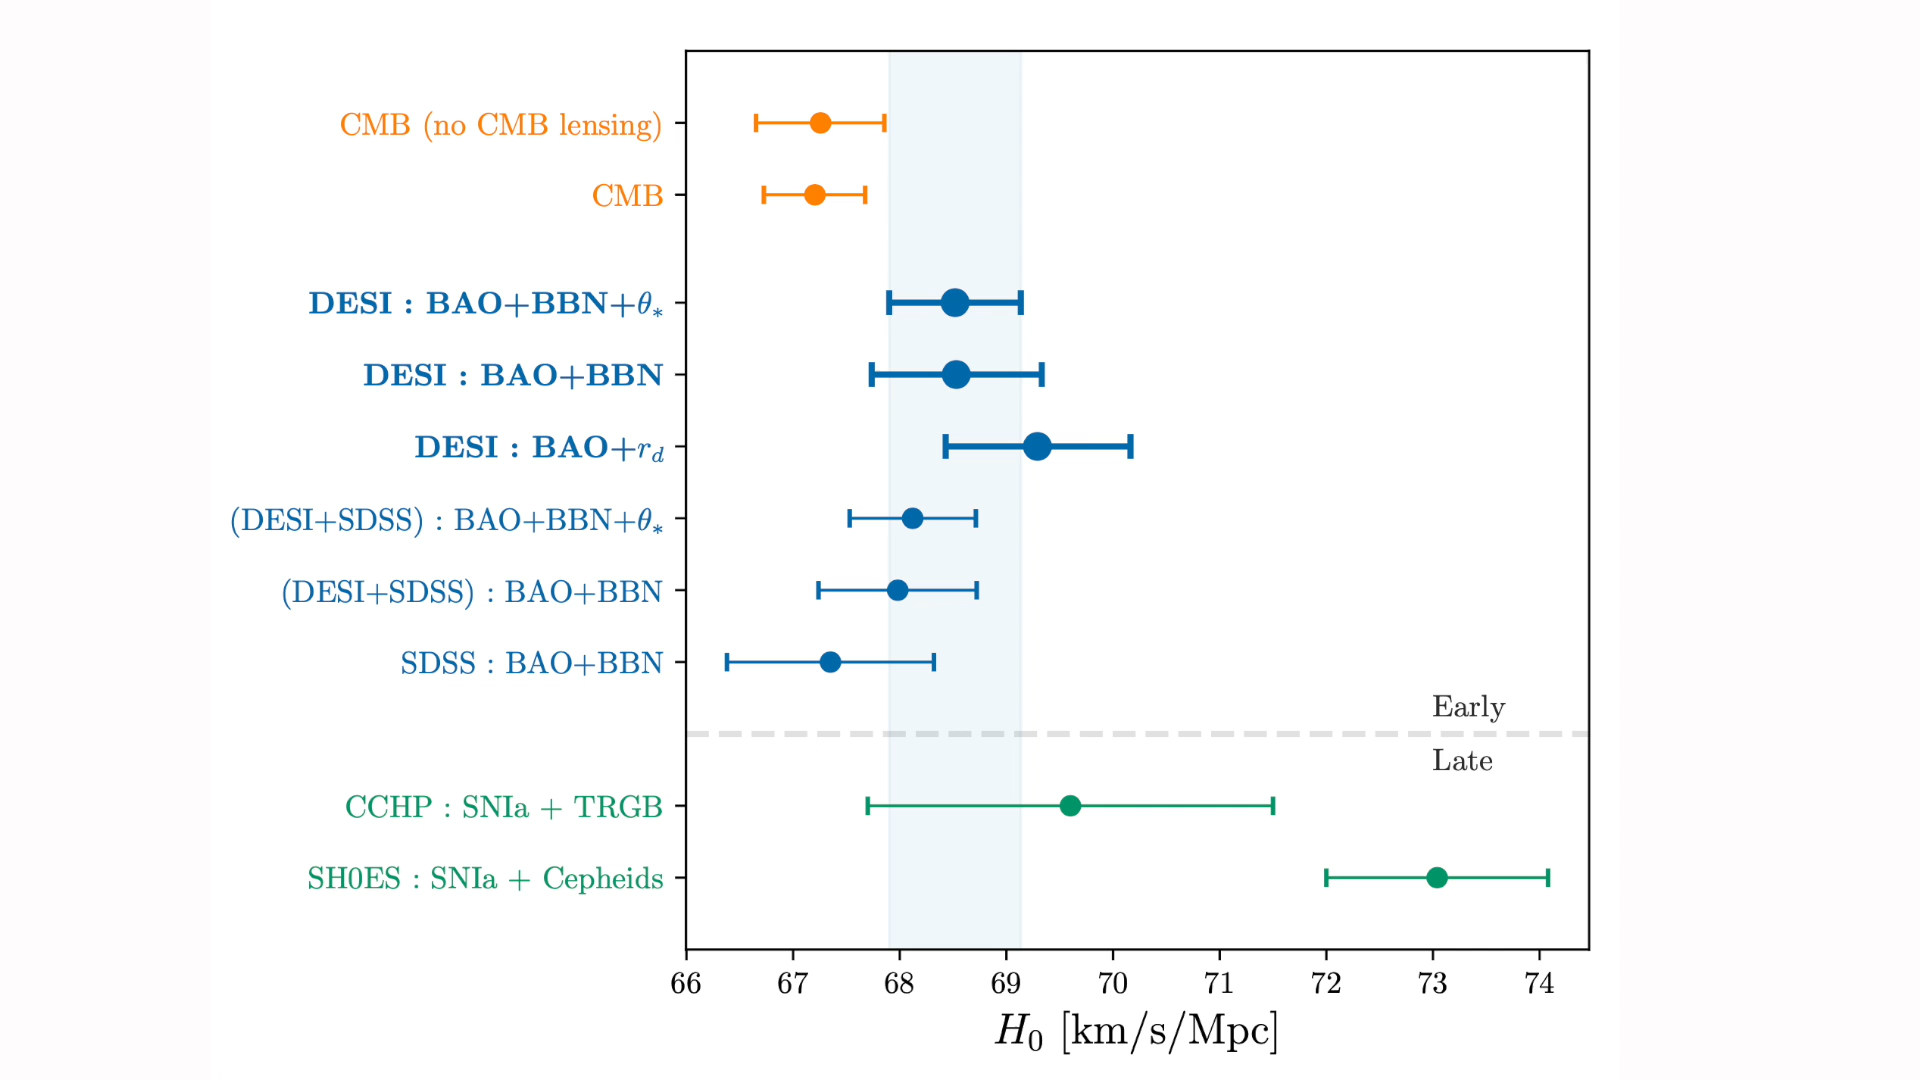 CMB (no CMB lensing)
CMB
DESI : BAO+BBN+θ∗
DESI : BAO+BBN
DESI : BAO+r_d
(DESI+SDSS) : BAO+BBN+θ∗
(DESI+SDSS) : BAO+BBN
SDSS : BAO+BBN
Early
Late
CCHP : SNIa + TRGB
SH0ES : SNIa + Cepheids
66 67 68 69 70 71 72 73 74
H₀ [km/s/Mpc]